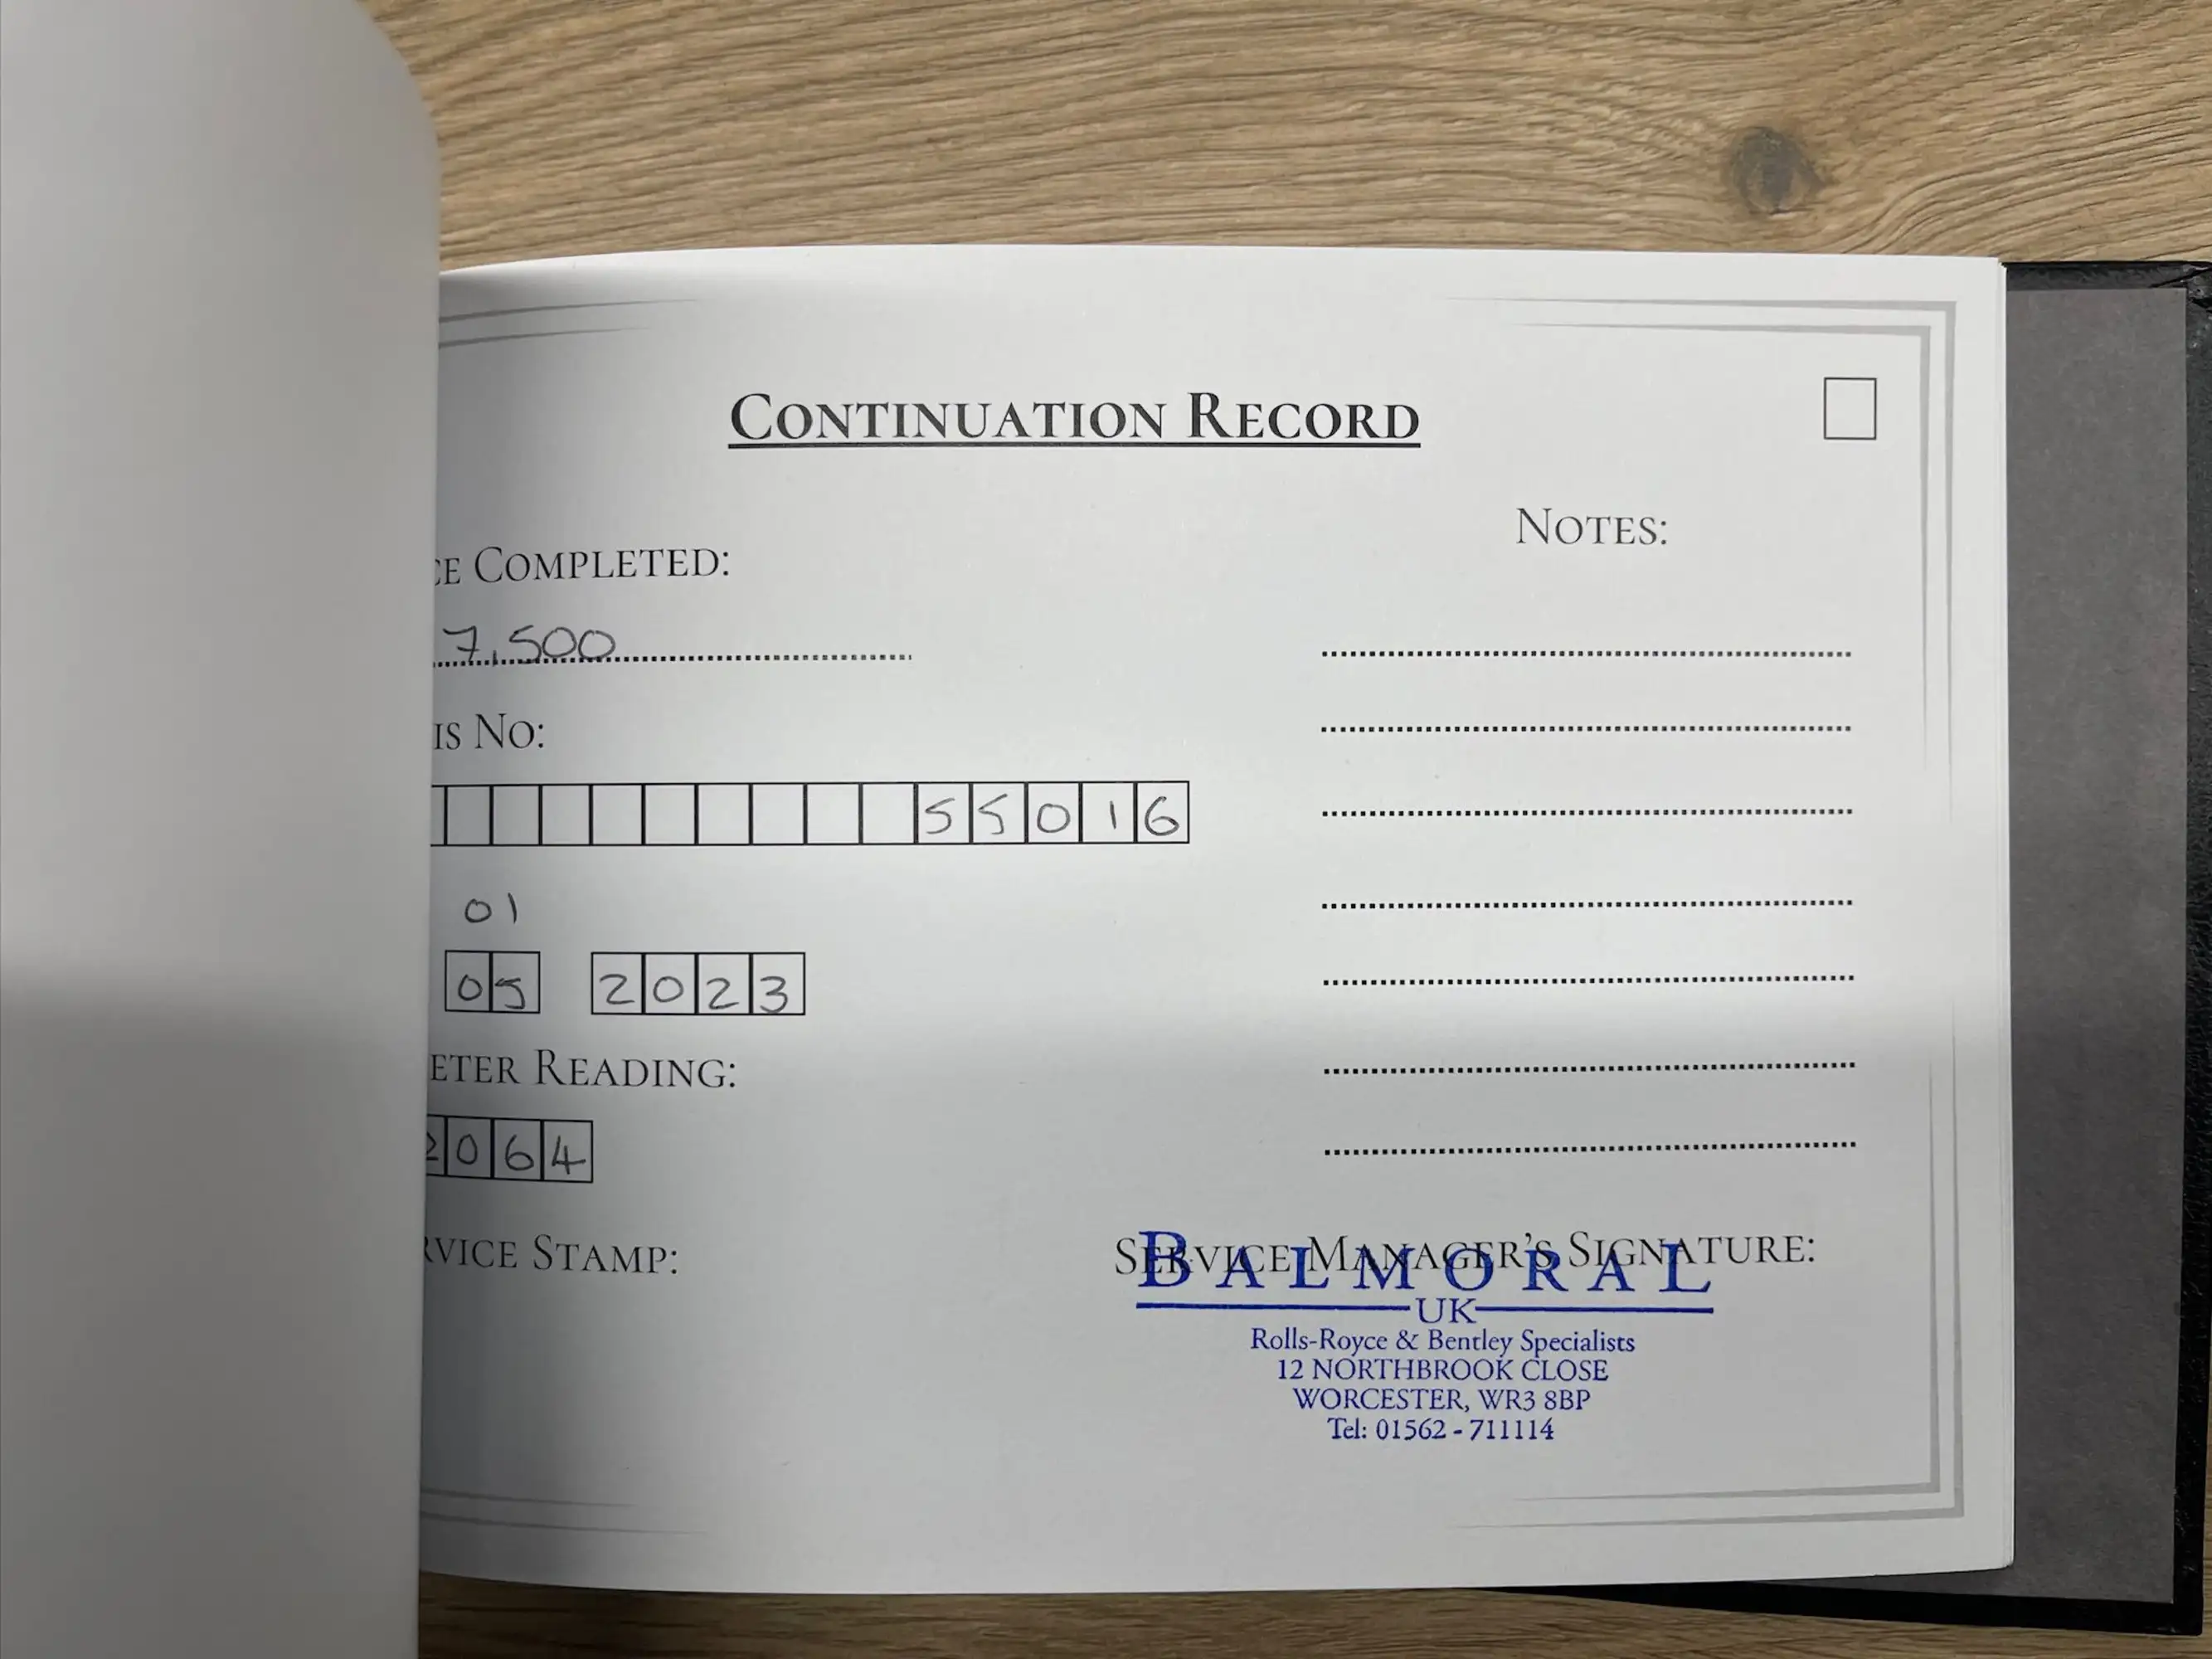 CONTINUATION RECORD
NOTES:
CE COMPLETED:
7,500
IS NO:
55016
01
05 2023
ETER READING:
2064
RVICE STAMP:
SERVICE MANAGER'S SIGNATURE:
BALMORAL
UK
Rolls-Royce & Bentley Specialists
12 NORTHBROOK CLOSE
WORCESTER, WR3 8BP
Tel: 01562 - 711114